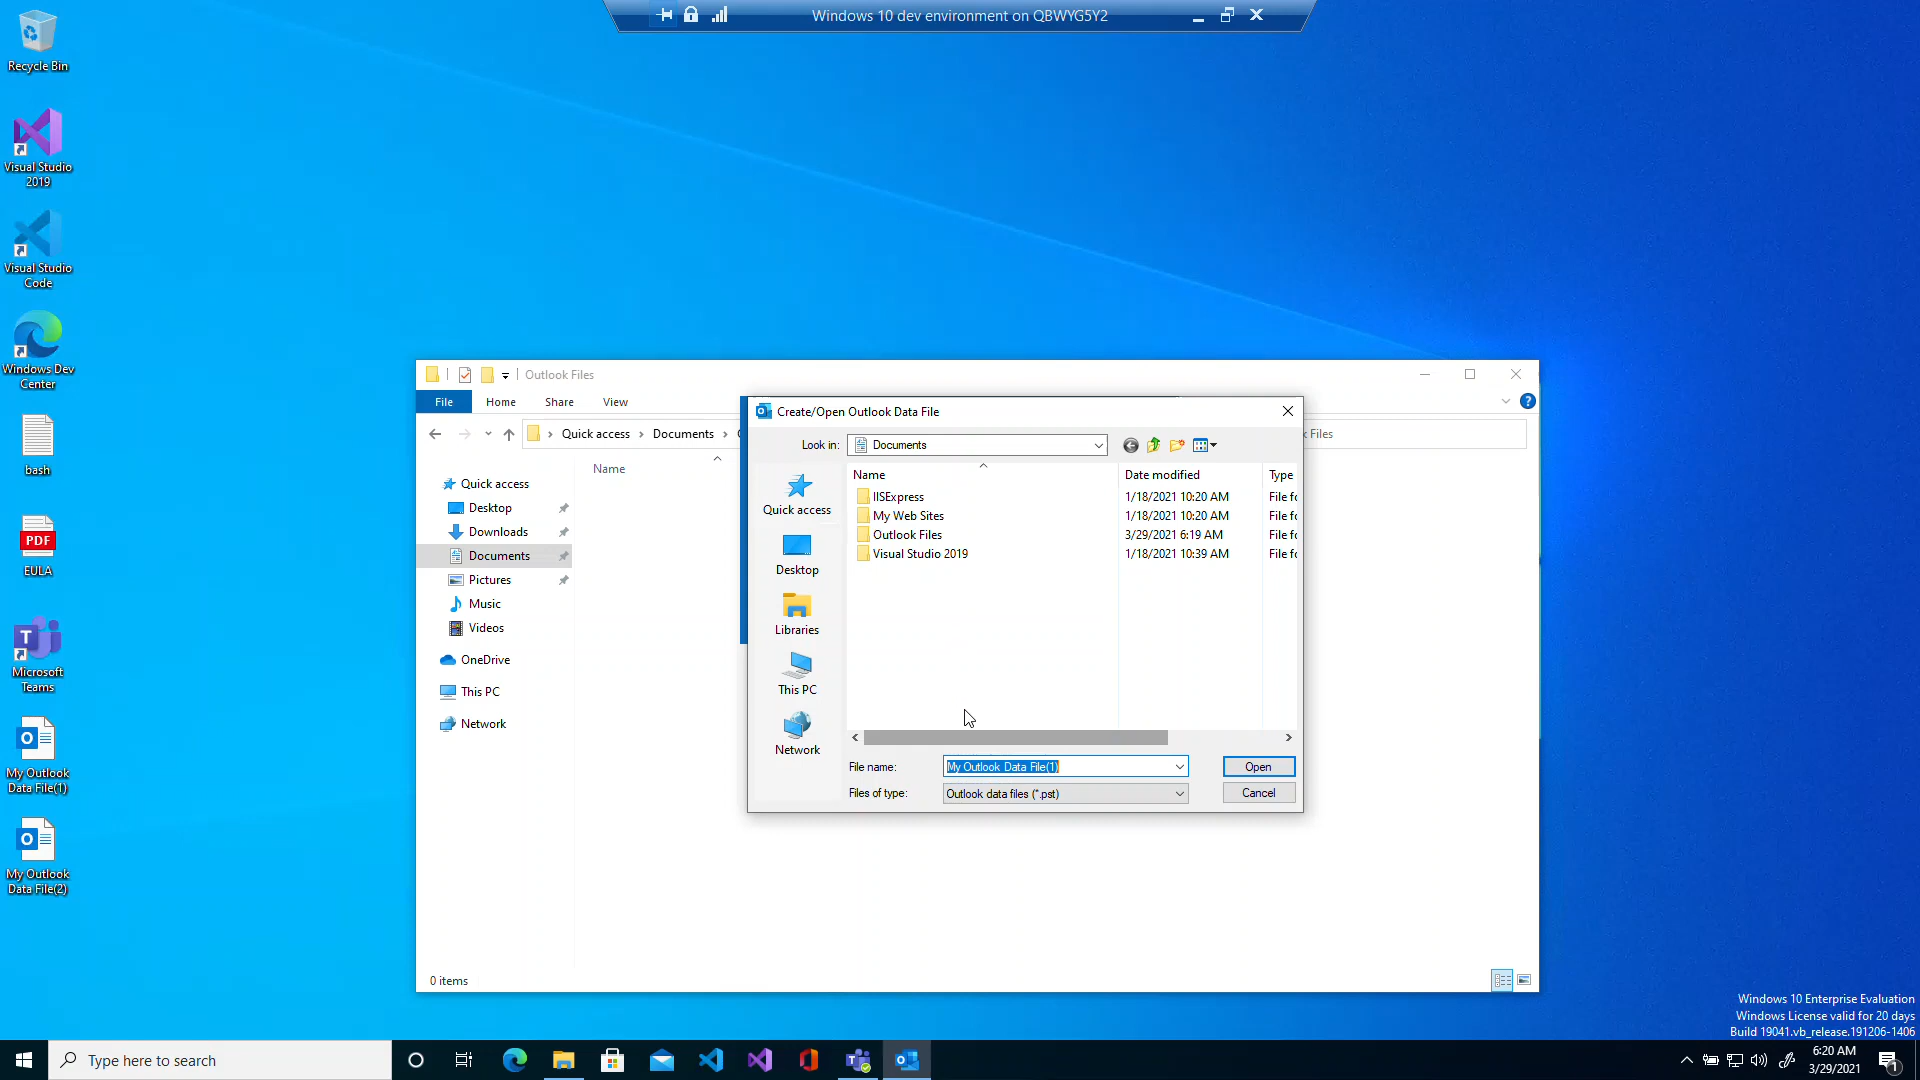 Windows 10 dev environment on QBWYG5Y2
Recycle Bin
Visual Studio
2019
Visual Studio
Code
Windows Dev
Center
bash
PDF
EULA
Microsoft
Teams
My Outlook
Data File(1)
My Outlook
Data File(2)
Outlook Files
File
Home
Share
View
Quick access
Documents
Files
Name
Quick access
Desktop
Downloads
Documents
Pictures
Music
Videos
OneDrive
This PC
Network
0 items
Create/Open Outlook Data File
Look in:
Documents
Quick access
Desktop
Libraries
This PC
Network
Name Date modified Type
IISExpress 1/18/2021 10:20 AM File fo
My Web Sites 1/18/2021 10:20 AM File fo
Outlook Files 3/29/2021 6:19 AM File fo
Visual Studio 2019 1/18/2021 10:39 AM File fo
File name:
My Outlook Data File(1)
Open
Files of type:
Outlook data files (*.pst)
Cancel
Windows 10 Enterprise Evaluation
Windows License valid for 20 days
Build 19041.vb_release.191206-1406
Type here to search
6:20 AM
3/29/2021
1